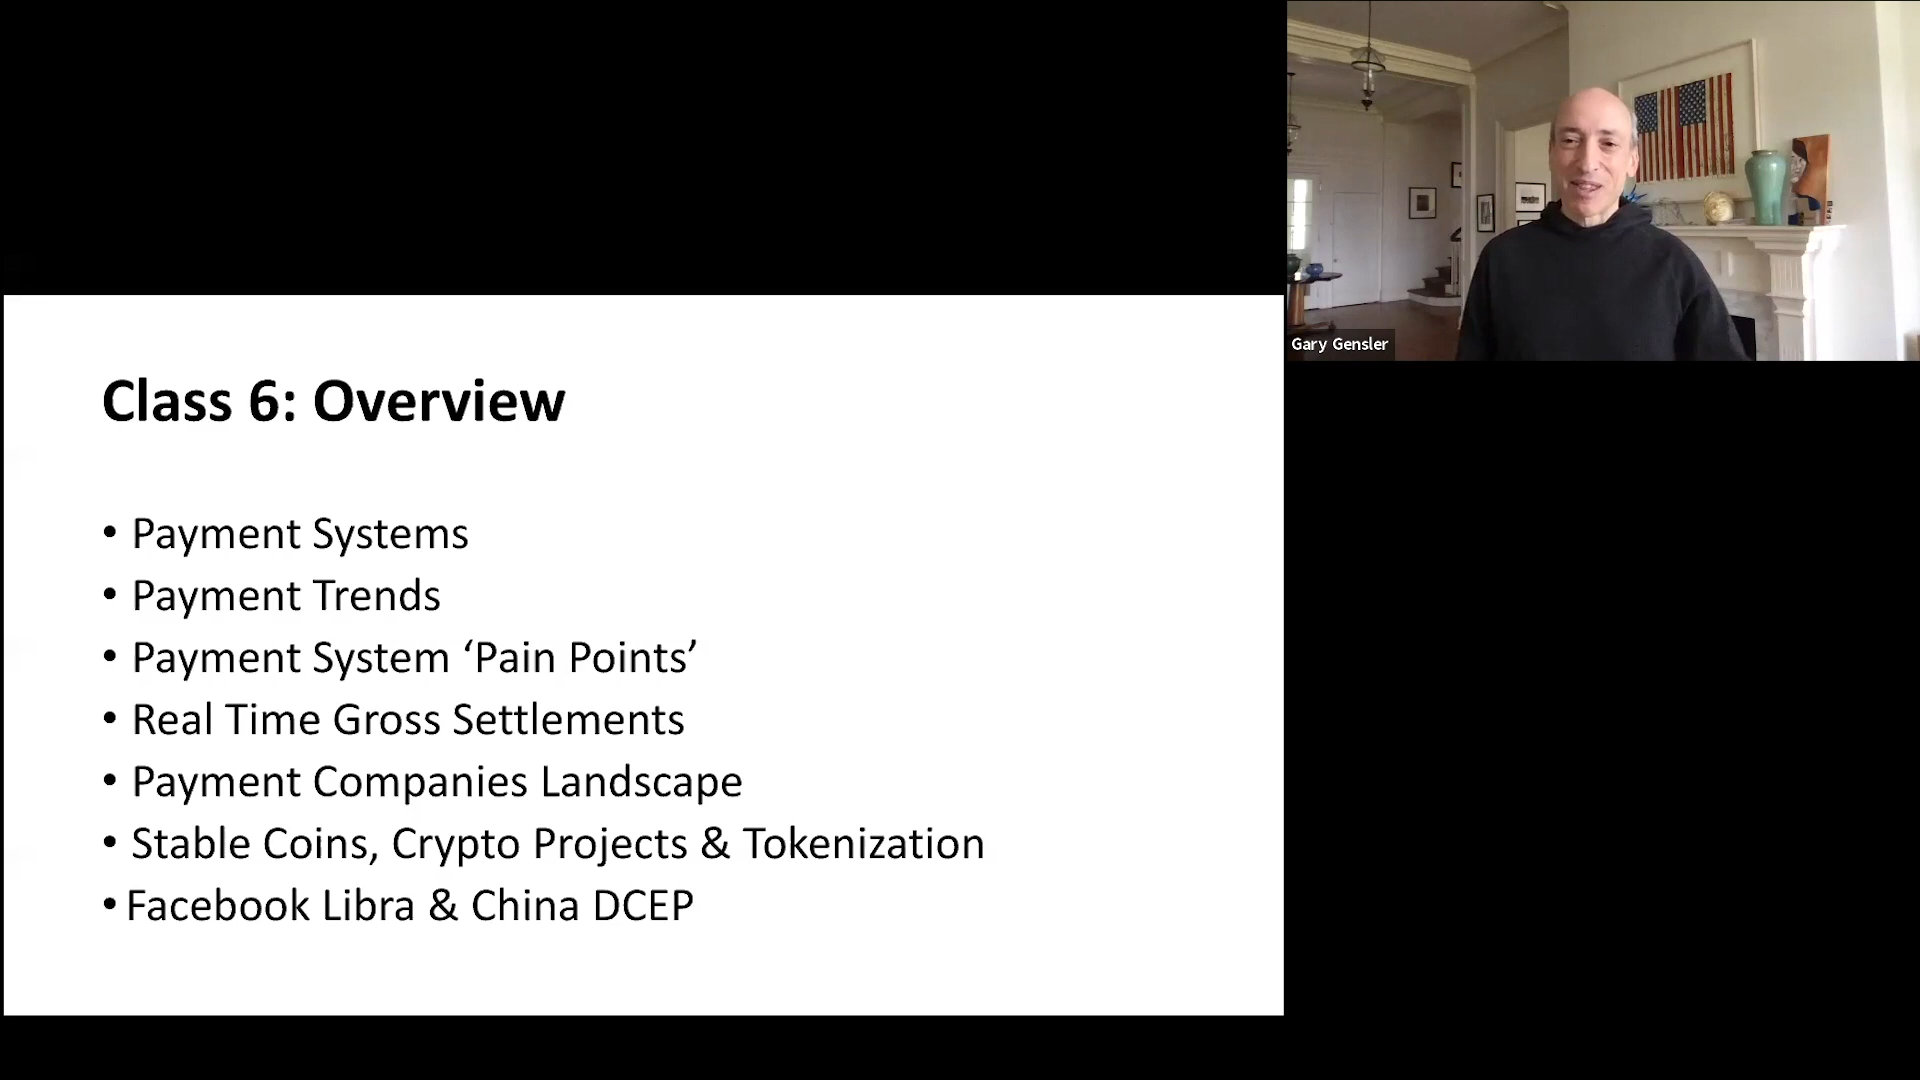 Class 6: Overview
• Payment Systems
• Payment Trends
• Payment System ‘Pain Points’
• Real Time Gross Settlements
• Payment Companies Landscape
• Stable Coins, Crypto Projects & Tokenization
• Facebook Libra & China DCEP
Gary Gensler